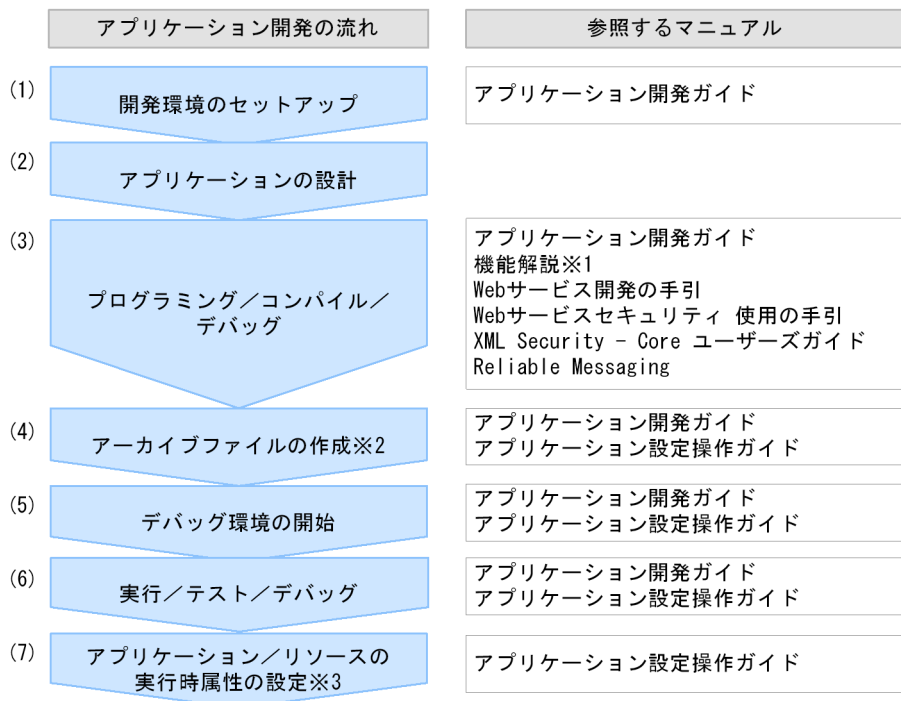 アプリケーション開発の流れ
参照するマニュアル
(1)
開発環境のセットアップ
アプリケーション開発ガイド
(2)
アプリケーションの設計
(3)
プログラミング／コンパイル／
デバッグ
アプリケーション開発ガイド
機能解説※1
Webサービス開発の手引
Webサービスセキュリティ 使用の手引
XML Security − Core ユーザーズガイド
Reliable Messaging
(4)
アーカイブファイルの作成※2
アプリケーション開発ガイド
アプリケーション設定操作ガイド
(5)
デバッグ環境の開始
アプリケーション開発ガイド
アプリケーション設定操作ガイド
(6)
実行／テスト／デバッグ
アプリケーション開発ガイド
アプリケーション設定操作ガイド
(7)
アプリケーション／リソースの
実行時属性の設定※3
アプリケーション設定操作ガイド